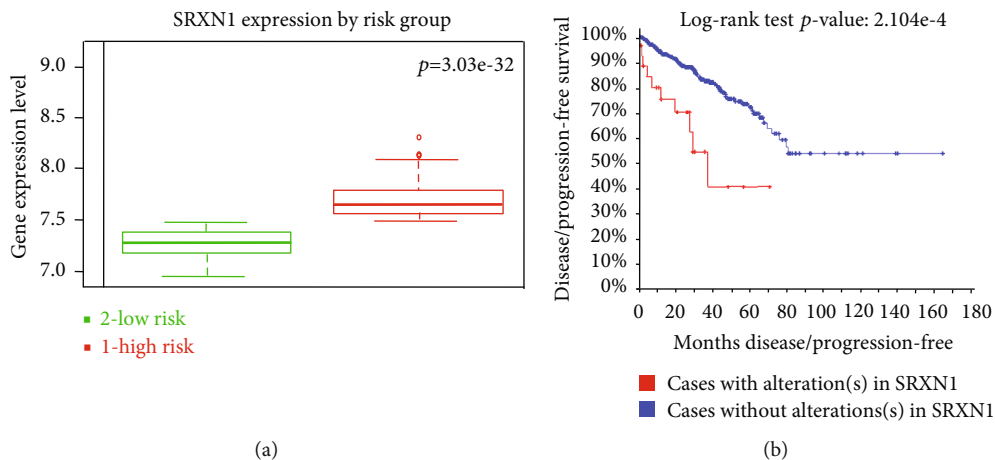 SRXN1 expression by risk group
p=3.03e-32
Gene expression level
9.0
8.5
8.0
7.5
7.0
2-low risk
1-high risk
(a)
Log-rank test p-value: 2.104e-4
Disease/progression-free survival
100%
90%
80%
70%
60%
50%
40%
30%
20%
10%
0%
0 20 40 60 80 100 120 140 160 180
Months disease/progression-free
Cases with alteration(s) in SRXN1
Cases without alterations(s) in SRXN1
(b)